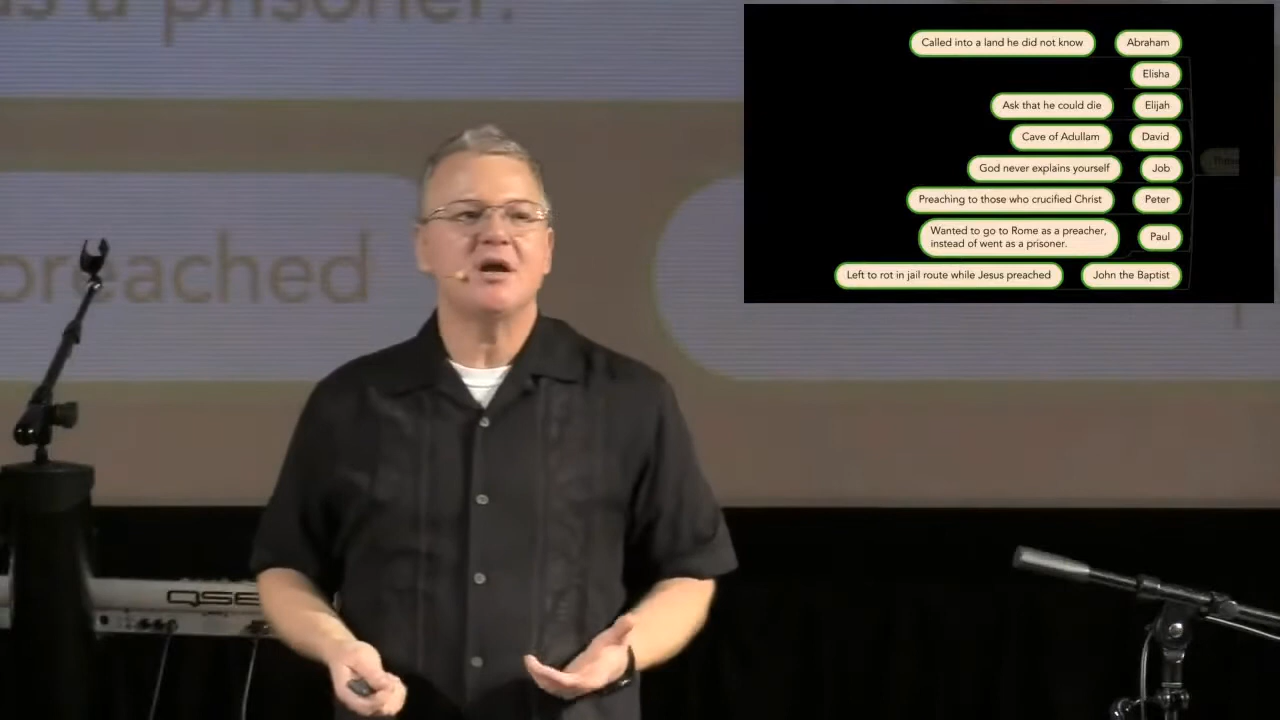 as a prisoner.
preached
Called into a land he did not know
Abraham
Elisha
Ask that he could die
Elijah
Cave of Adullam
David
God never explains yourself
Job
Preaching to those who crucified Christ
Peter
Wanted to go to Rome as a preacher,
instead of went as a prisoner.
Paul
Left to rot in jail route while Jesus preached
John the Baptist
QSE